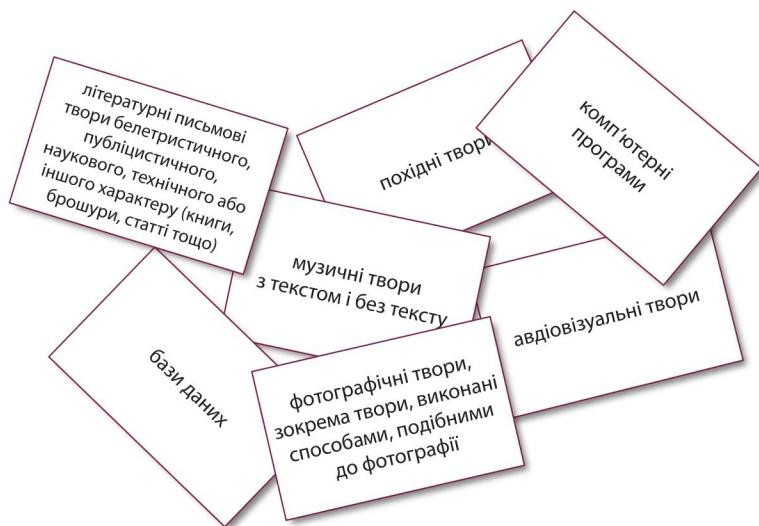 літературні письмові
твори белетристичного,
публіцистичного,
наукового, технічного або
іншого характеру (книги,
брошури, статті тощо)
похідні твори
комп’ютерні
програми
музичні твори
з текстом і без тексту
авдіовізуальні твори
бази даних
фотографічні твори,
зокрема твори, виконані
способами, подібними
до фотографії